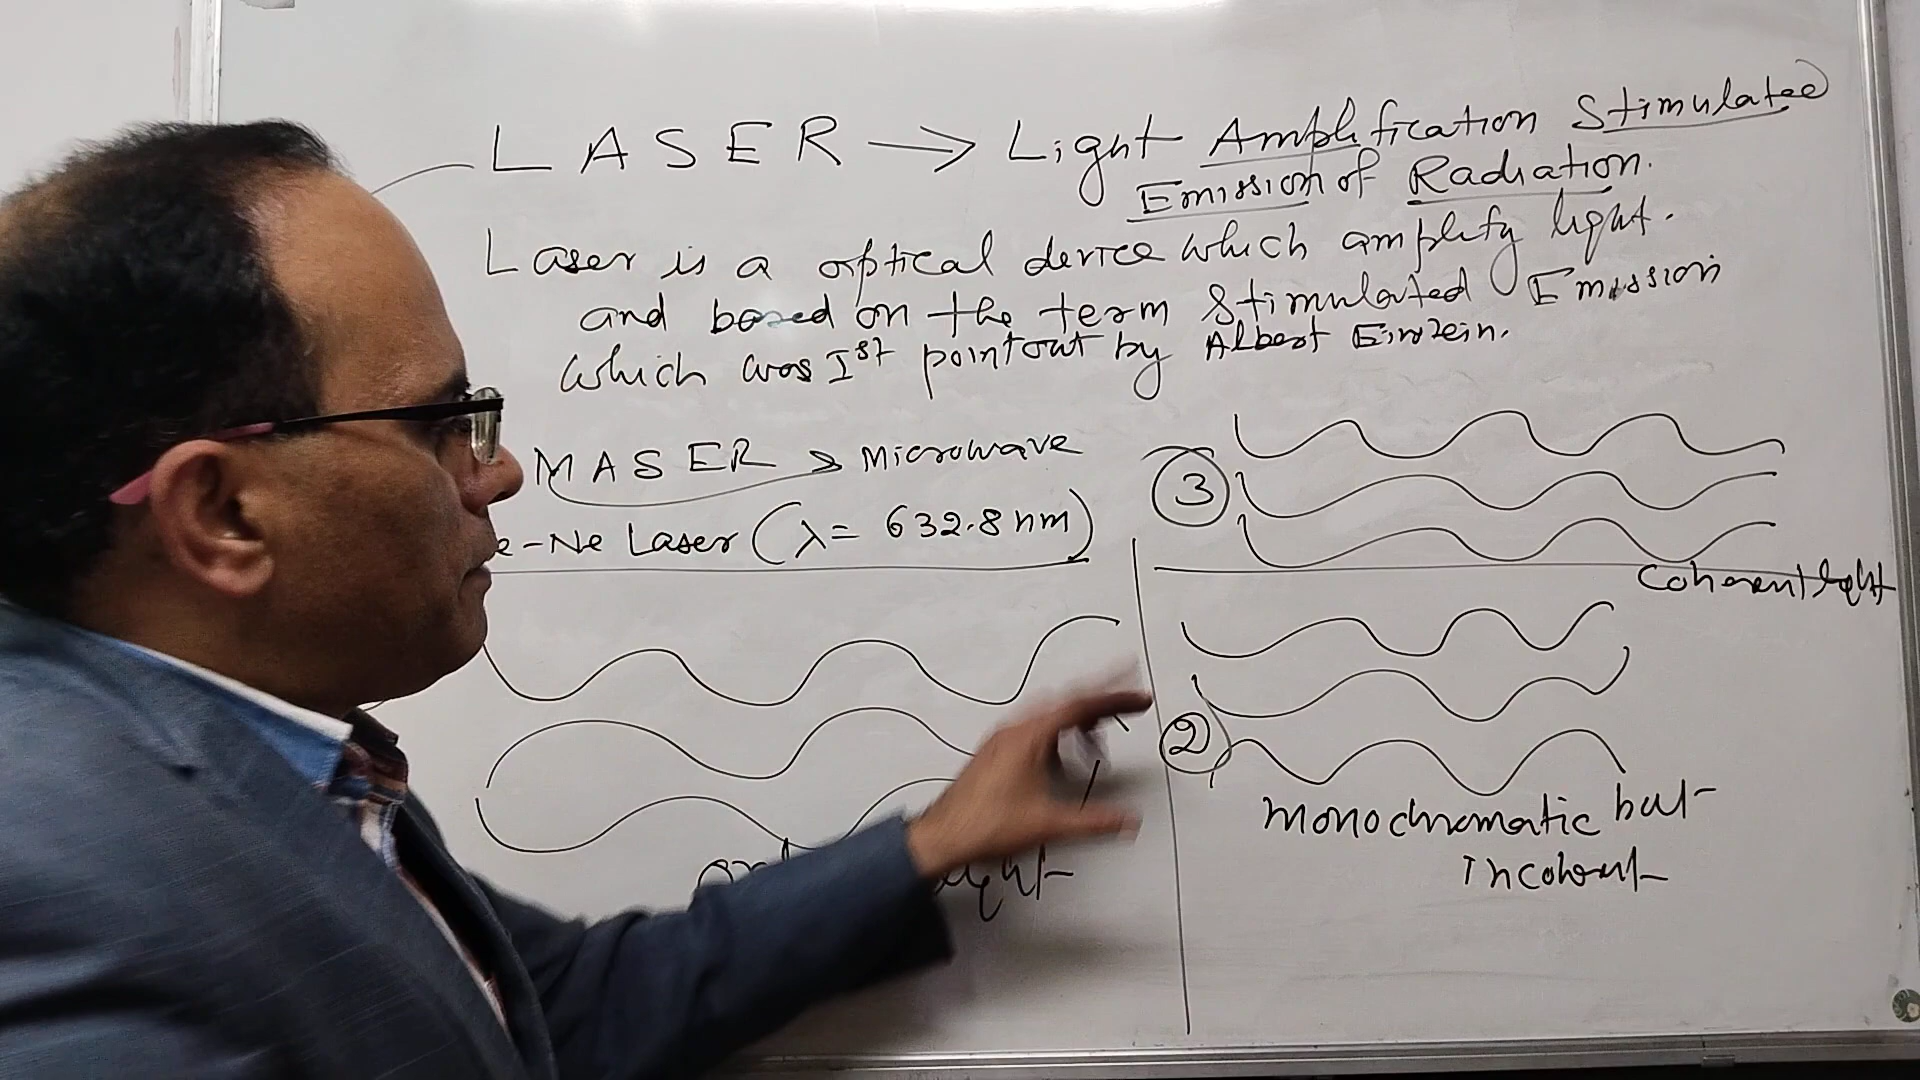 LASER → Light Amplification Stimulated
Emission of Radiation.
Laser is a optical device which amplify light.
and based on the term Stimulated Emission
which was Ist pointout by Albert Einstein.
MASER → Microwave
e-Ne Laser (λ= 632.8 nm)
3
Coherent light
2
monochromatic but
Incoherent
light